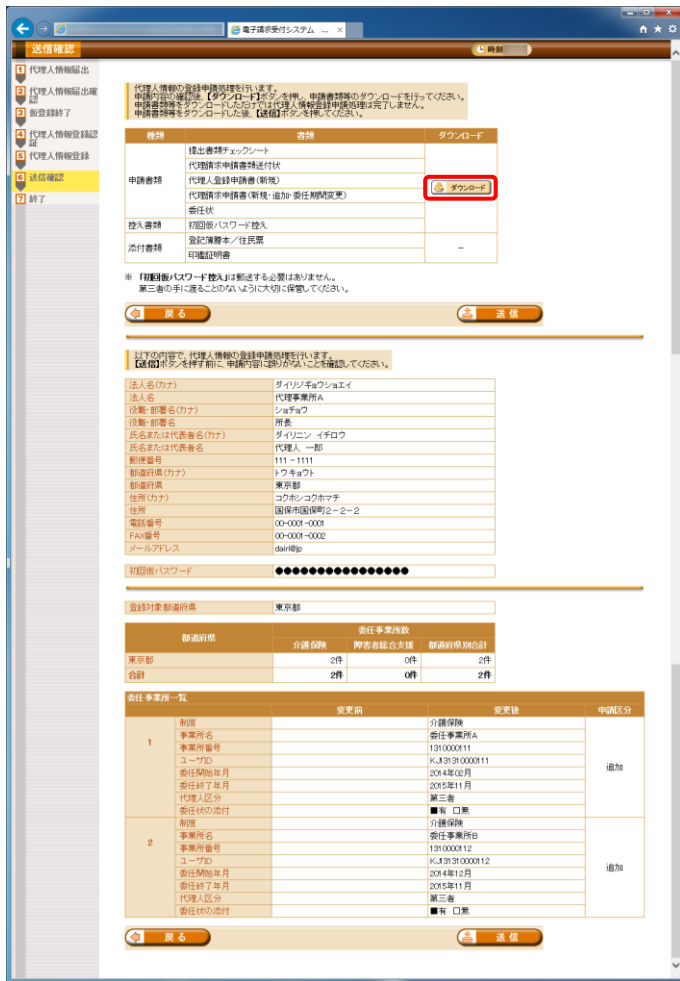 電子請求受付システム ... ×
送信確認
時刻
1 代理人情報届出
2 代理人情報届出確
認
3 仮登録終了
4 代理人情報登録認
証
5 代理人情報登録
6 送信確認
7 終了
代理人情報の登録申請処理を行います。
申請内容の確認後、【ダウンロード】ボタンを押し、申請書類等のダウンロードを行ってください。
申請書類等をダウンロードしただけでは代理人情報登録申請処理は完了しません。
申請書類等をダウンロードした後、【送信】ボタンを押してください。
種類 書類 ダウンロード
申請書類 提出書類チェックシート
代理請求申請書類送付状
代理人登録申請書(新規)
代理請求申請書(新規・追加・委任期間変更)
委任状
ダウンロード
控え書類 初回仮パスワード控え
添付書類 登記簿謄本/住民票
印鑑証明書
-
※ 「初回仮パスワード控え」は郵送する必要はありません。
第三者の手に渡ることのないように大切に保管してください。
戻る 送信
以下の内容で、代理人情報の登録申請処理を行います。
【送信】ボタンを押す前に、申請内容に誤りがないことを確認してください。
法人名(カナ) ダイリジギョウショエイ
法人名 代理事業所A
役職・部署名(カナ) ショチョウ
役職・部署名 所長
氏名または代表者名(カナ) ダイリニン イチロウ
氏名または代表者名 代理人 一郎
郵便番号 111-1111
都道府県(カナ) トウキョウト
都道府県 東京都
住所(カナ) コクホシコクホマチ
住所 国保市国保町2-2-2
電話番号 00-0001-0001
FAX番号 00-0001-0002
メールアドレス dairi@jp
初回仮パスワード ●●●●●●●●●●●●●●●●
登録対象都道府県 東京都
都道府県 委任事業所数
介護保険 障害者総合支援 都道府県別合計
東京都 2件 0件 2件
合計 2件 0件 2件
委任事業所一覧
変更前 変更後 申請区分
1
制度 介護保険
事業所名 委任事業所A
事業所番号 1310000111
ユーザID KJ131310000111
委任開始年月 2014年02月
委任終了年月 2015年11月
代理人区分 第三者
委任状の添付 ■有 □無
追加
2
制度 介護保険
事業所名 委任事業所B
事業所番号 1310000112
ユーザID KJ131310000112
委任開始年月 2014年12月
委任終了年月 2015年11月
代理人区分 第三者
委任状の添付 ■有 □無
追加
戻る 送信